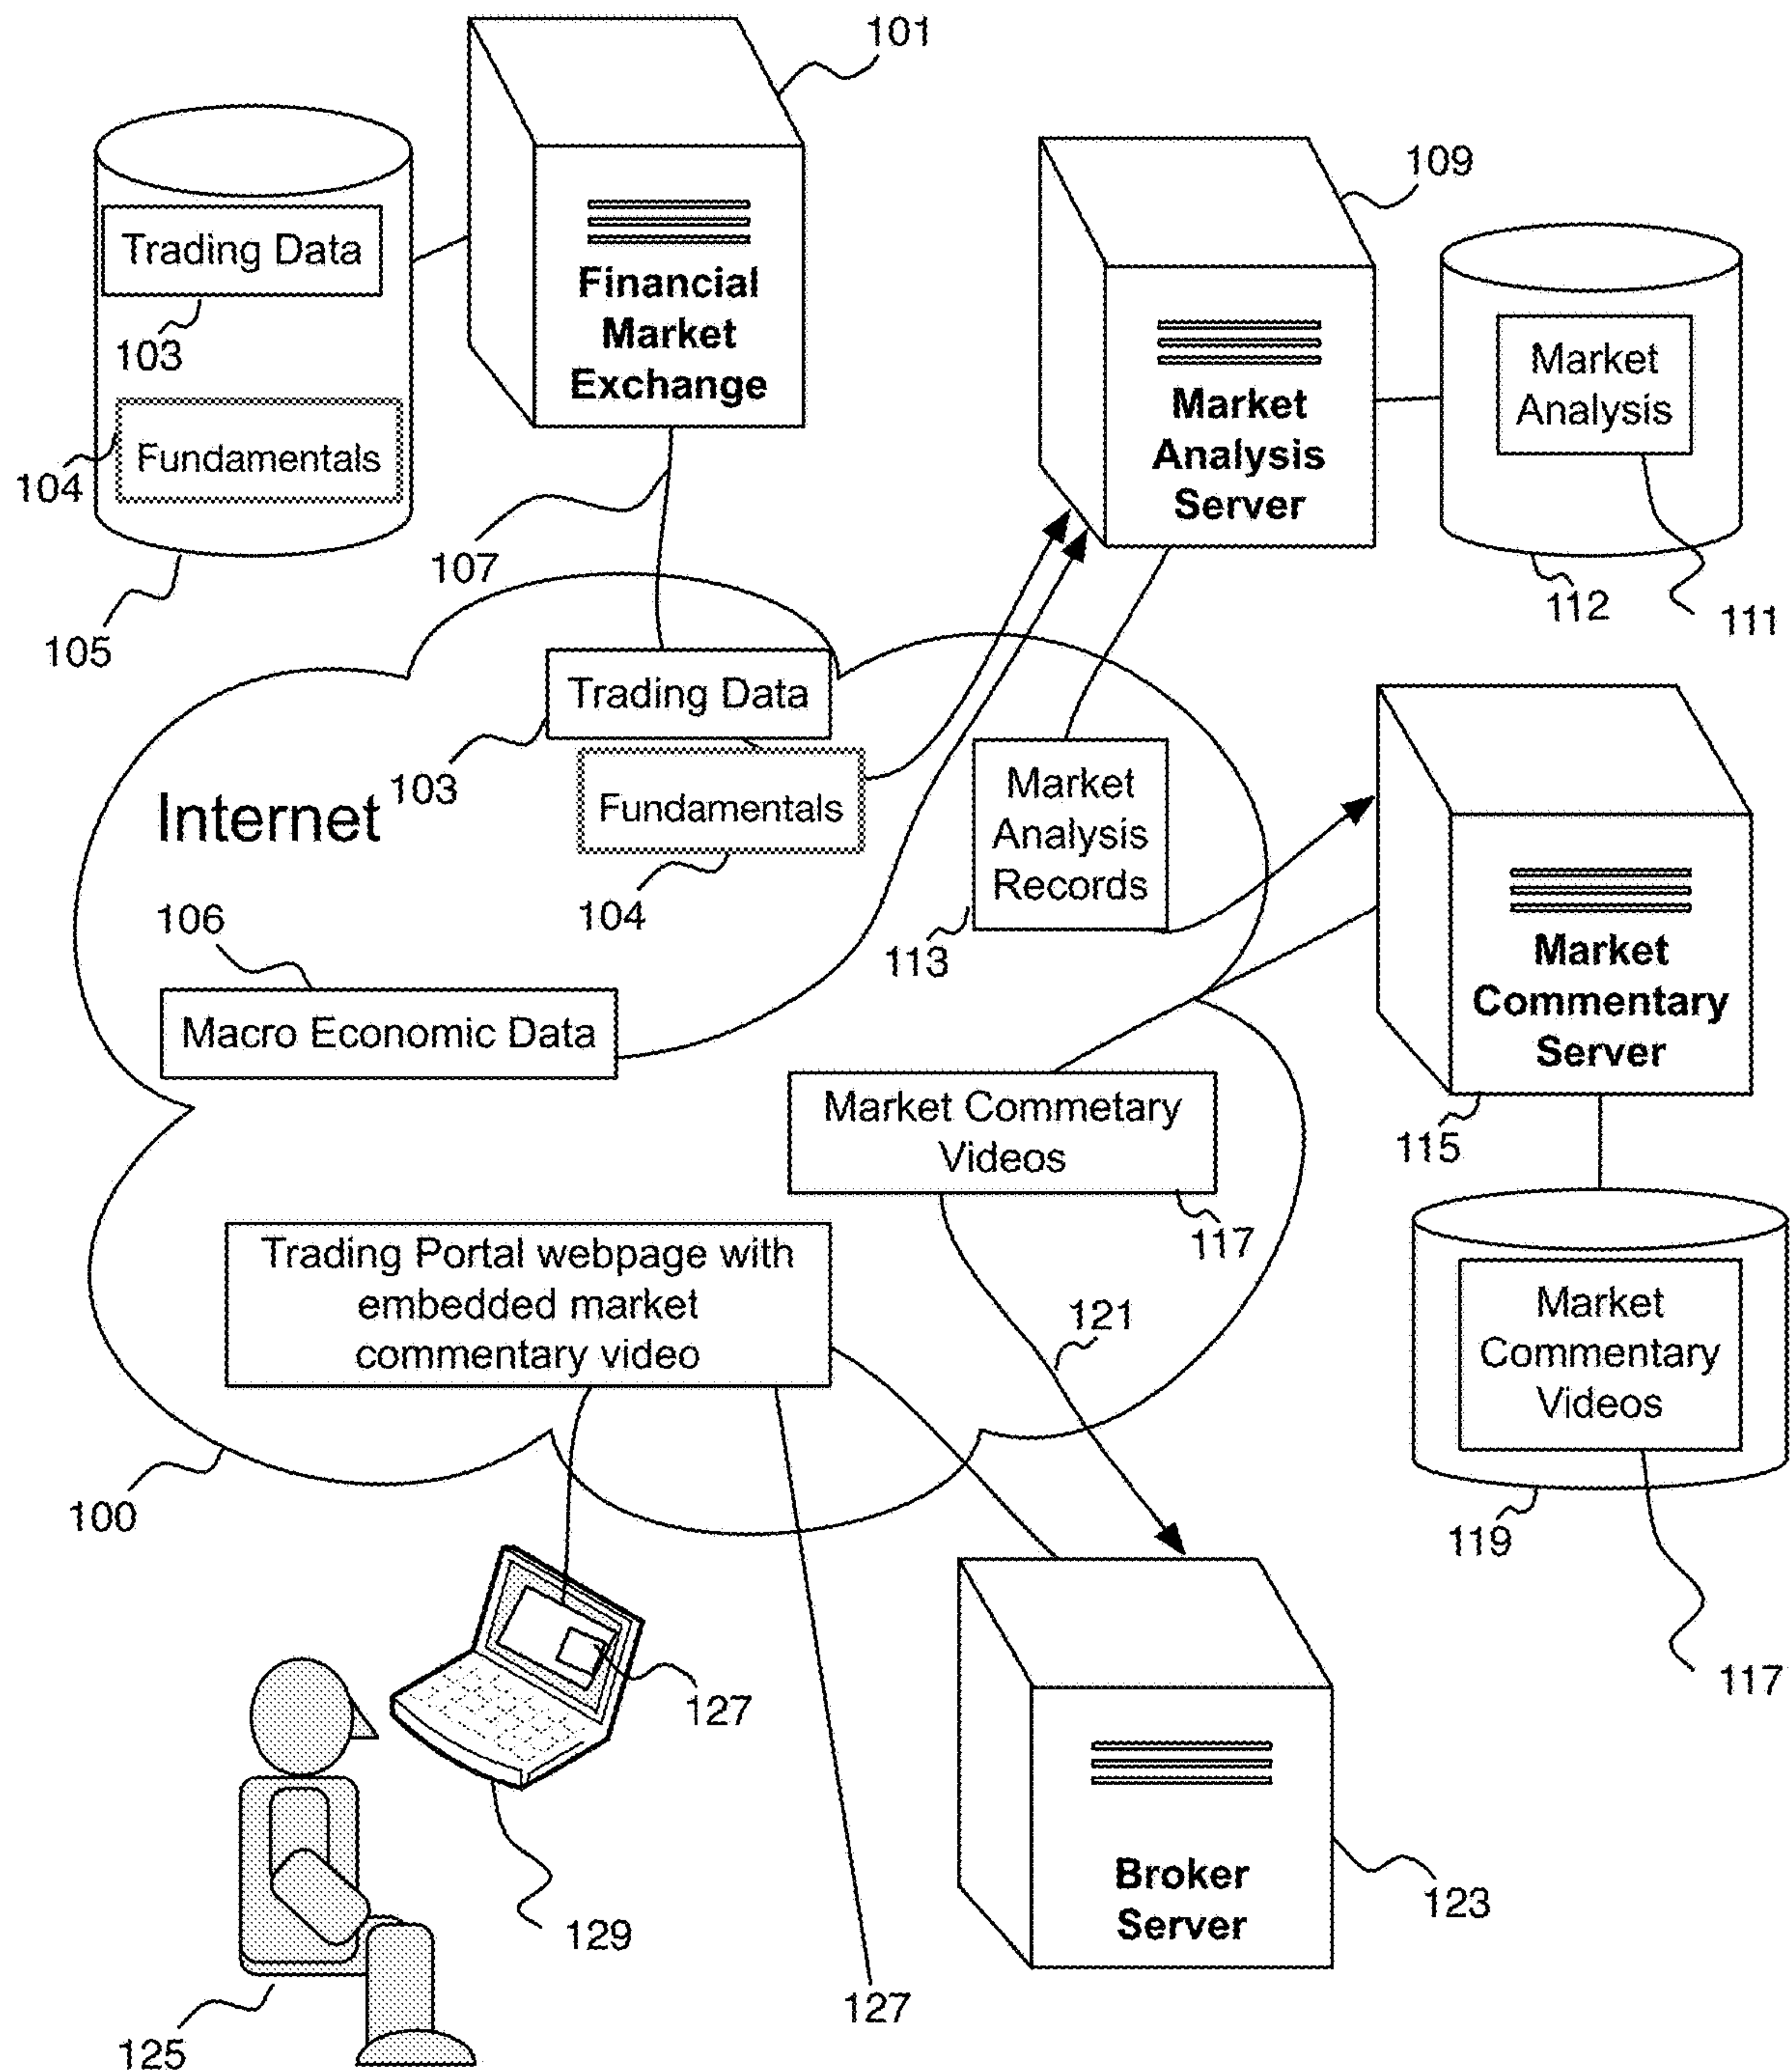 101
Trading Data
103
Fundamentals
104
105
Financial
Market
Exchange
107
109
Market
Analysis
Server
Market
Analysis
112
111
Trading Data
103
Internet
Fundamentals
104
106
Macro Economic Data
Market
Analysis
Records
113
Market
Commentary
Server
115
Market Commetary
Videos
117
Trading Portal webpage with
embedded market
commentary video
121
Market
Commentary
Videos
119
117
100
127
129
125
127
Broker
Server
123